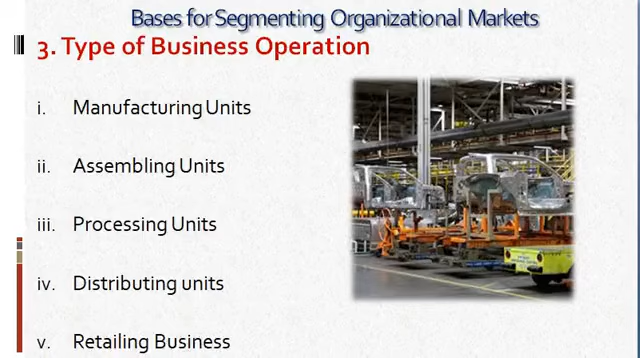 Bases for Segmenting Organizational Markets
3. Type of Business Operation
i. Manufacturing Units
ii. Assembling Units
iii. Processing Units
iv. Distributing units
v. Retailing Business